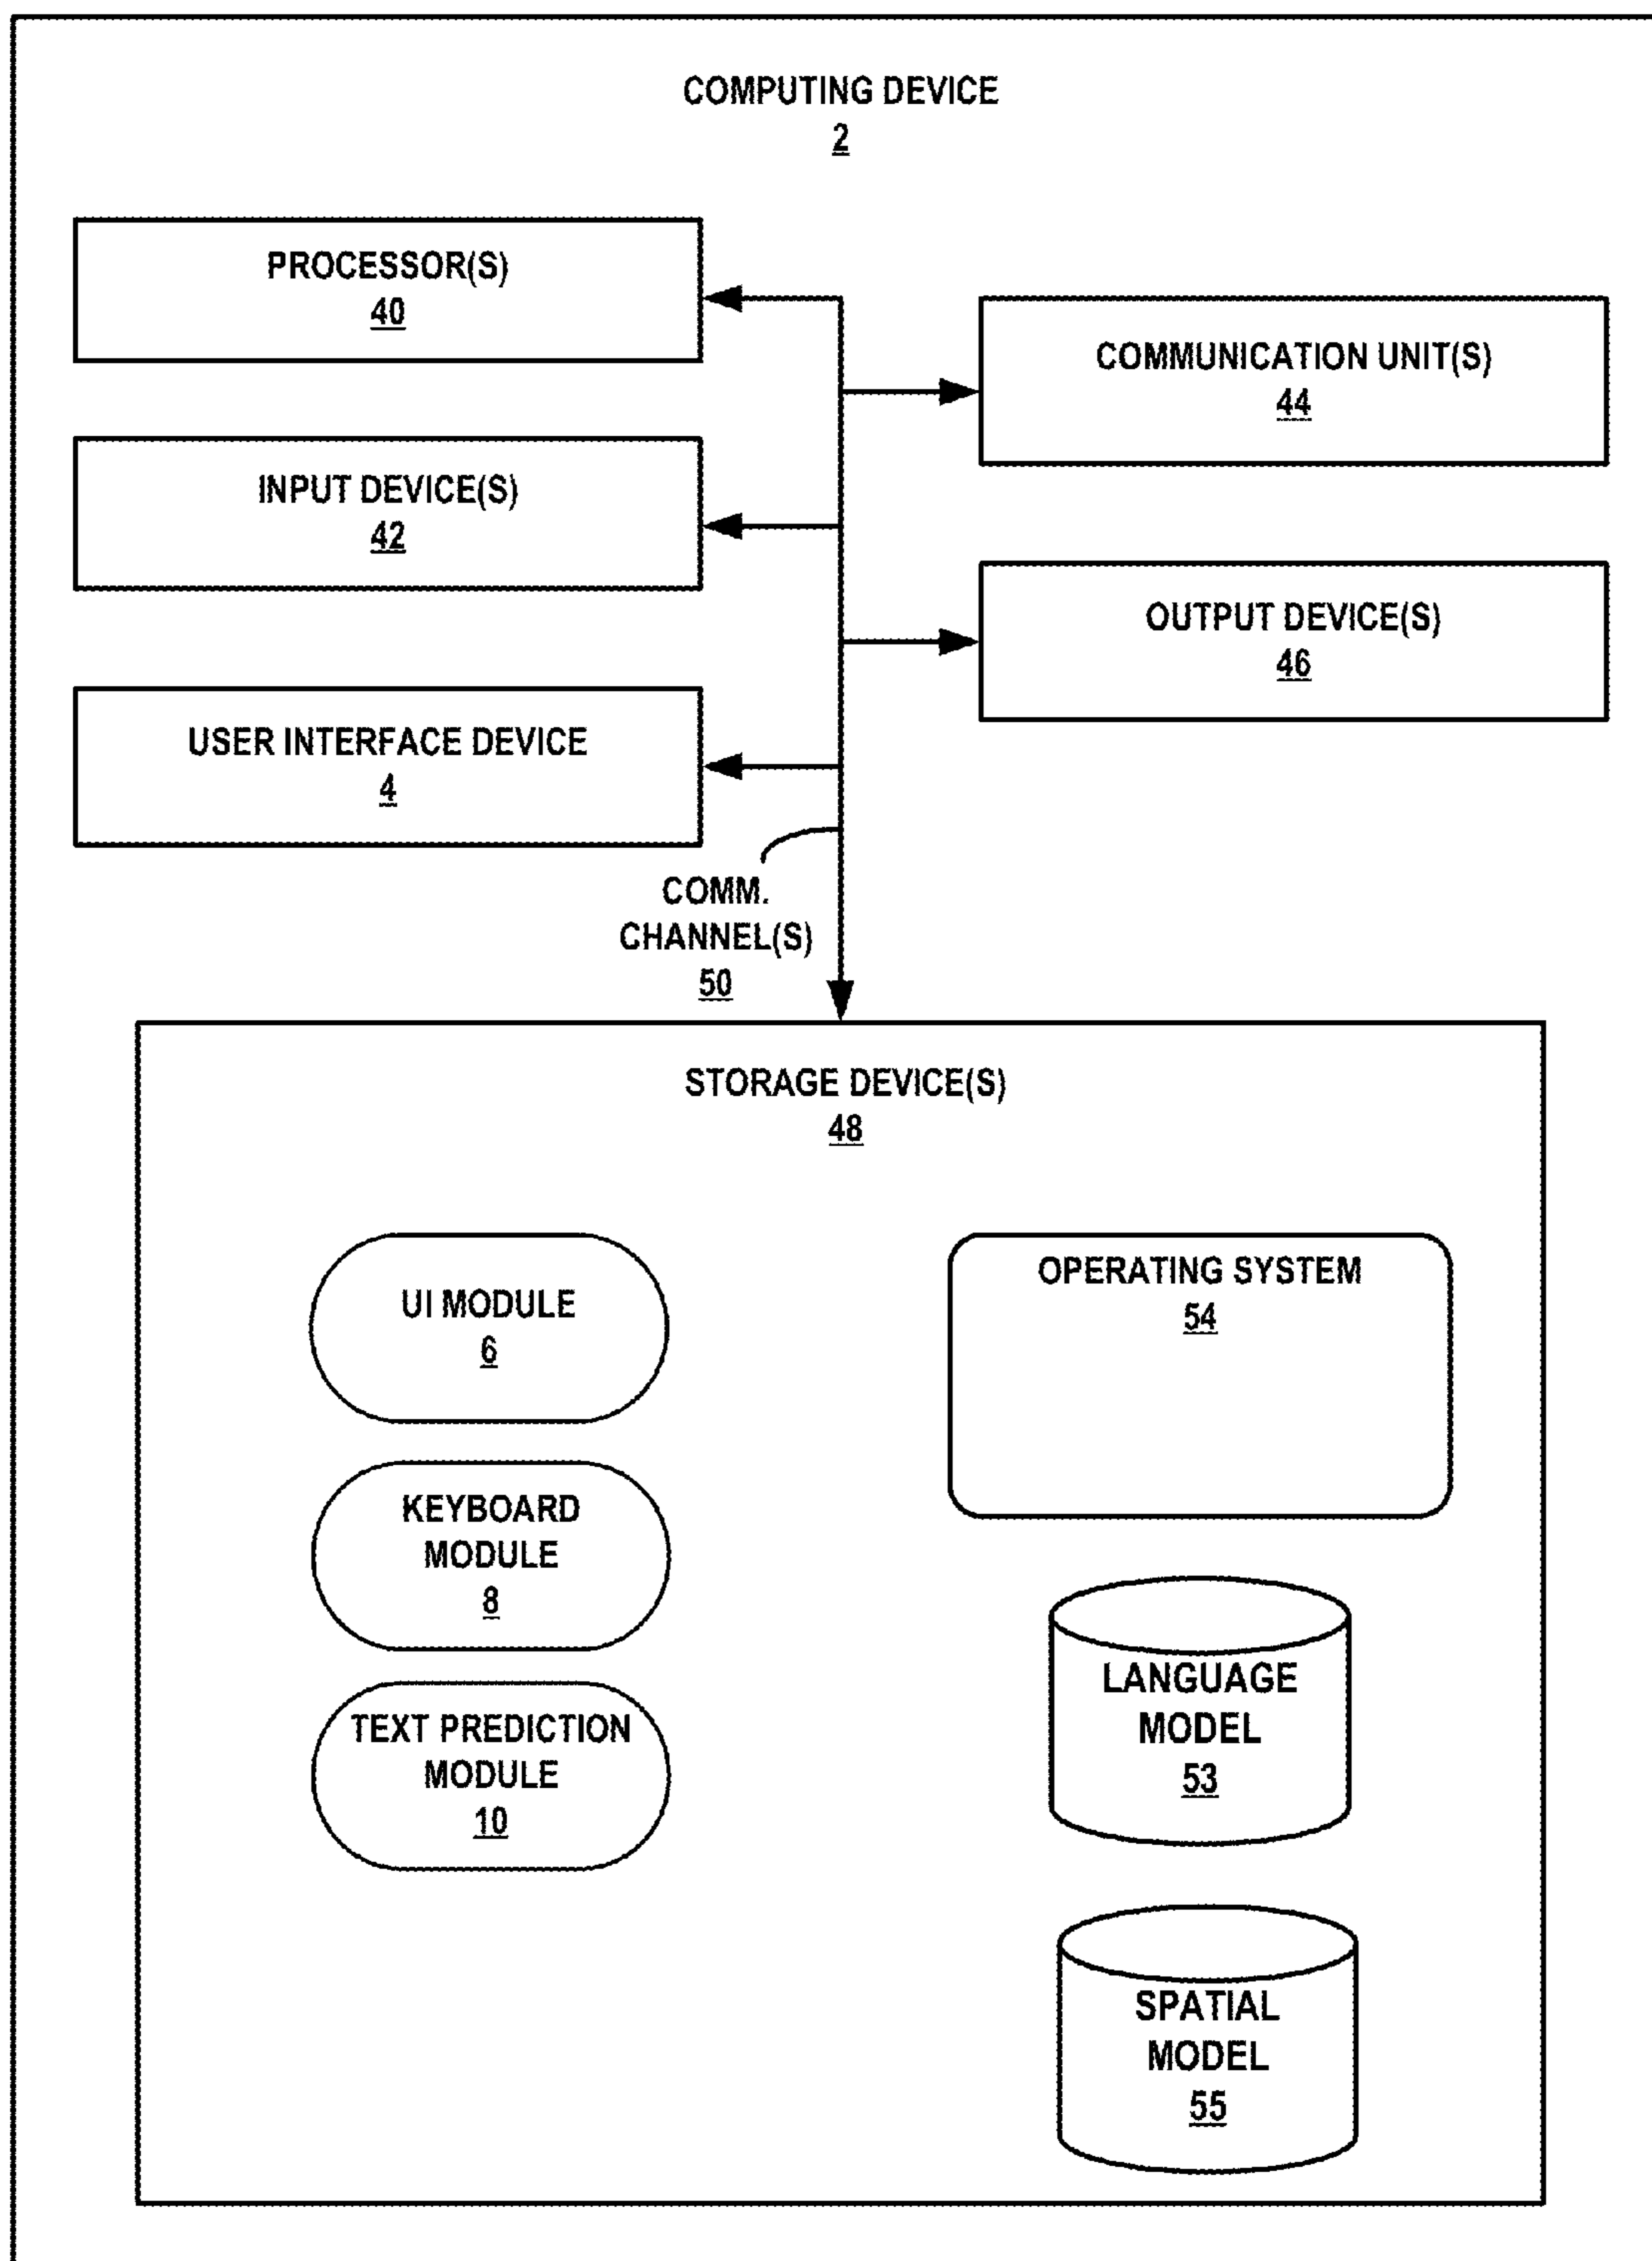 COMPUTING DEVICE
2
PROCESSOR(S)
40
COMMUNICATION UNIT(S)
44
INPUT DEVICE(S)
42
OUTPUT DEVICE(S)
46
USER INTERFACE DEVICE
4
COMM.
CHANNEL(S)
50
STORAGE DEVICE(S)
48
UI MODULE
6
KEYBOARD
MODULE
8
TEXT PREDICTION
MODULE
10
OPERATING SYSTEM
54
LANGUAGE
MODEL
53
SPATIAL
MODEL
55